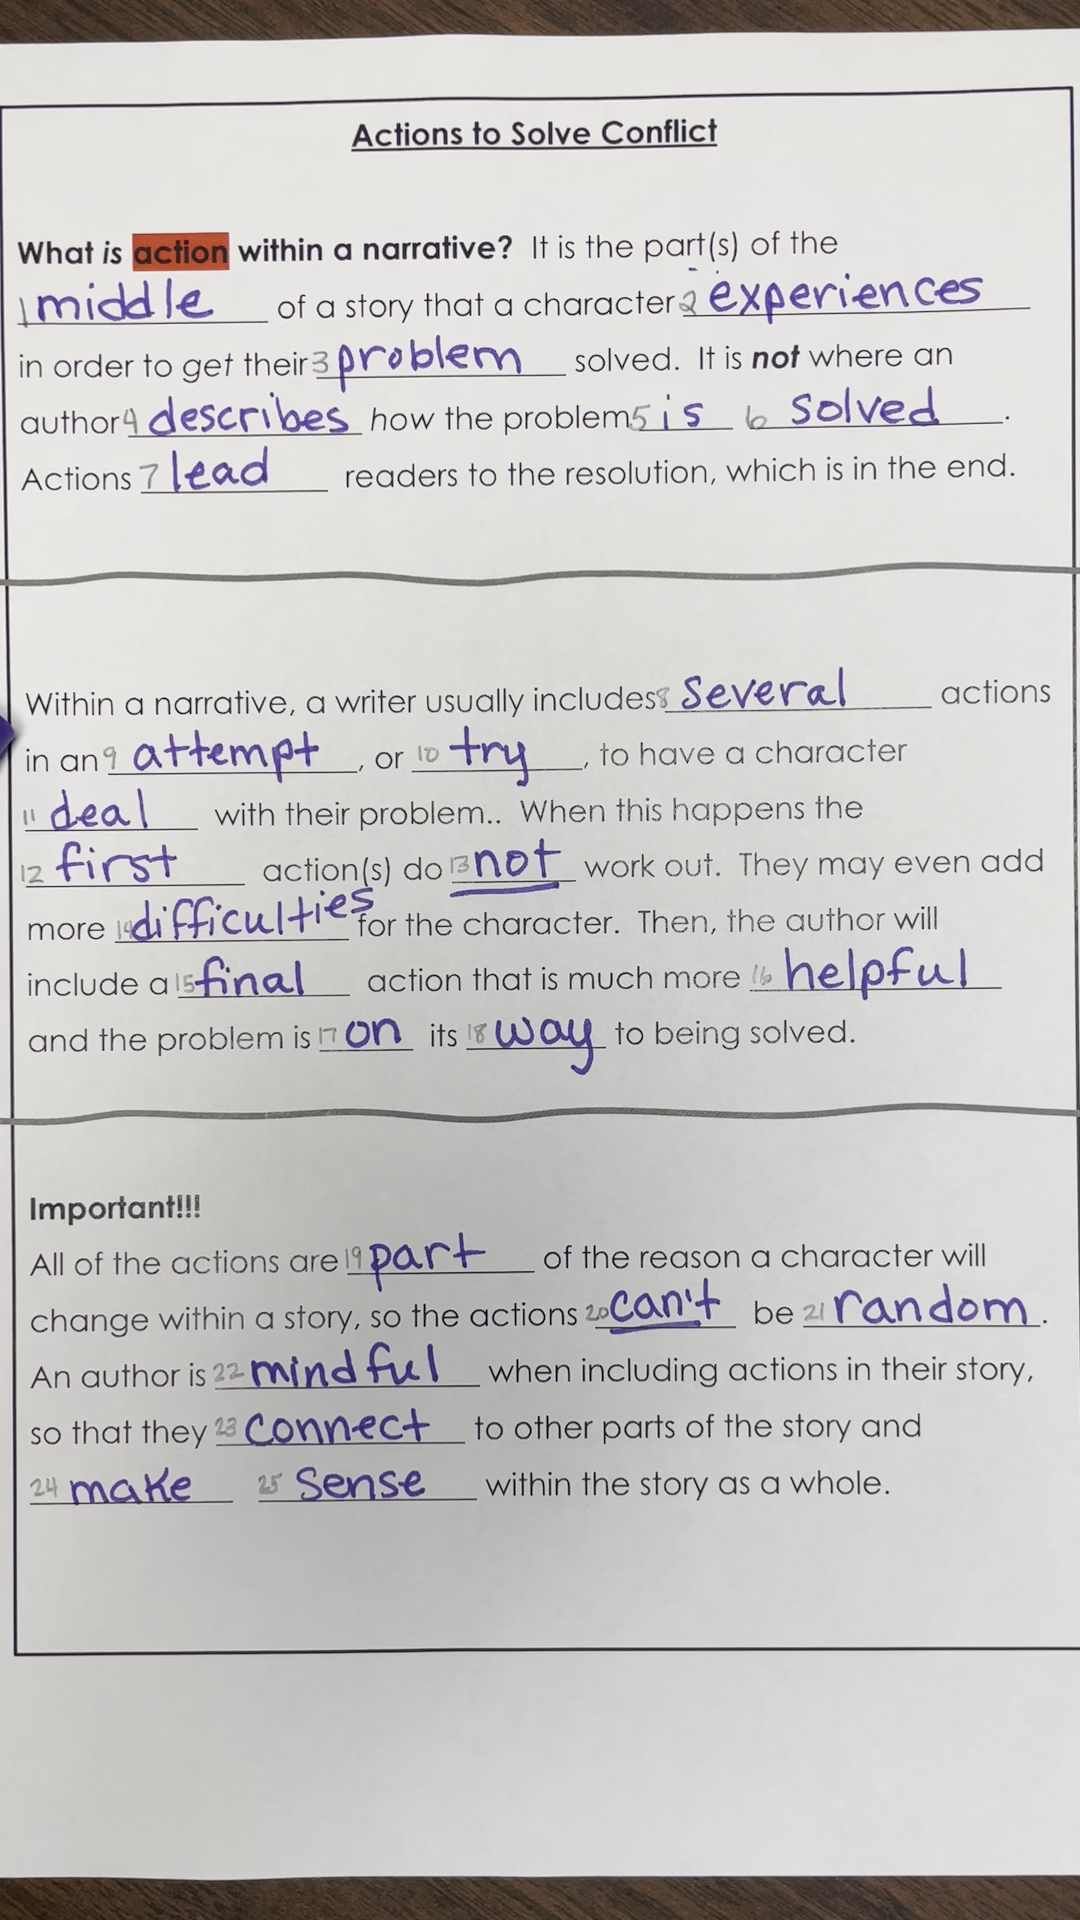 Actions to Solve Conflict
What is action within a narrative? It is the part(s) of the
1 middle of a story that a character 2 experiences
in order to get their 3 problem solved. It is not where an
author 4 describes how the problem 5 is 6 solved.
Actions 7 lead readers to the resolution, which is in the end.
Within a narrative, a writer usually includes 8 several actions
in an 9 attempt, or 10 try, to have a character
11 deal with their problem.. When this happens the
12 first action(s) do 13 not work out. They may even add
more 14 difficulties for the character. Then, the author will
include a 15 final action that is much more 16 helpful
and the problem is 17 on its 18 way to being solved.
Important!!!
All of the actions are 19 part of the reason a character will
change within a story, so the actions 20 can't be 21 random.
An author is 22 mindful when including actions in their story,
so that they 23 connect to other parts of the story and
24 make 25 sense within the story as a whole.